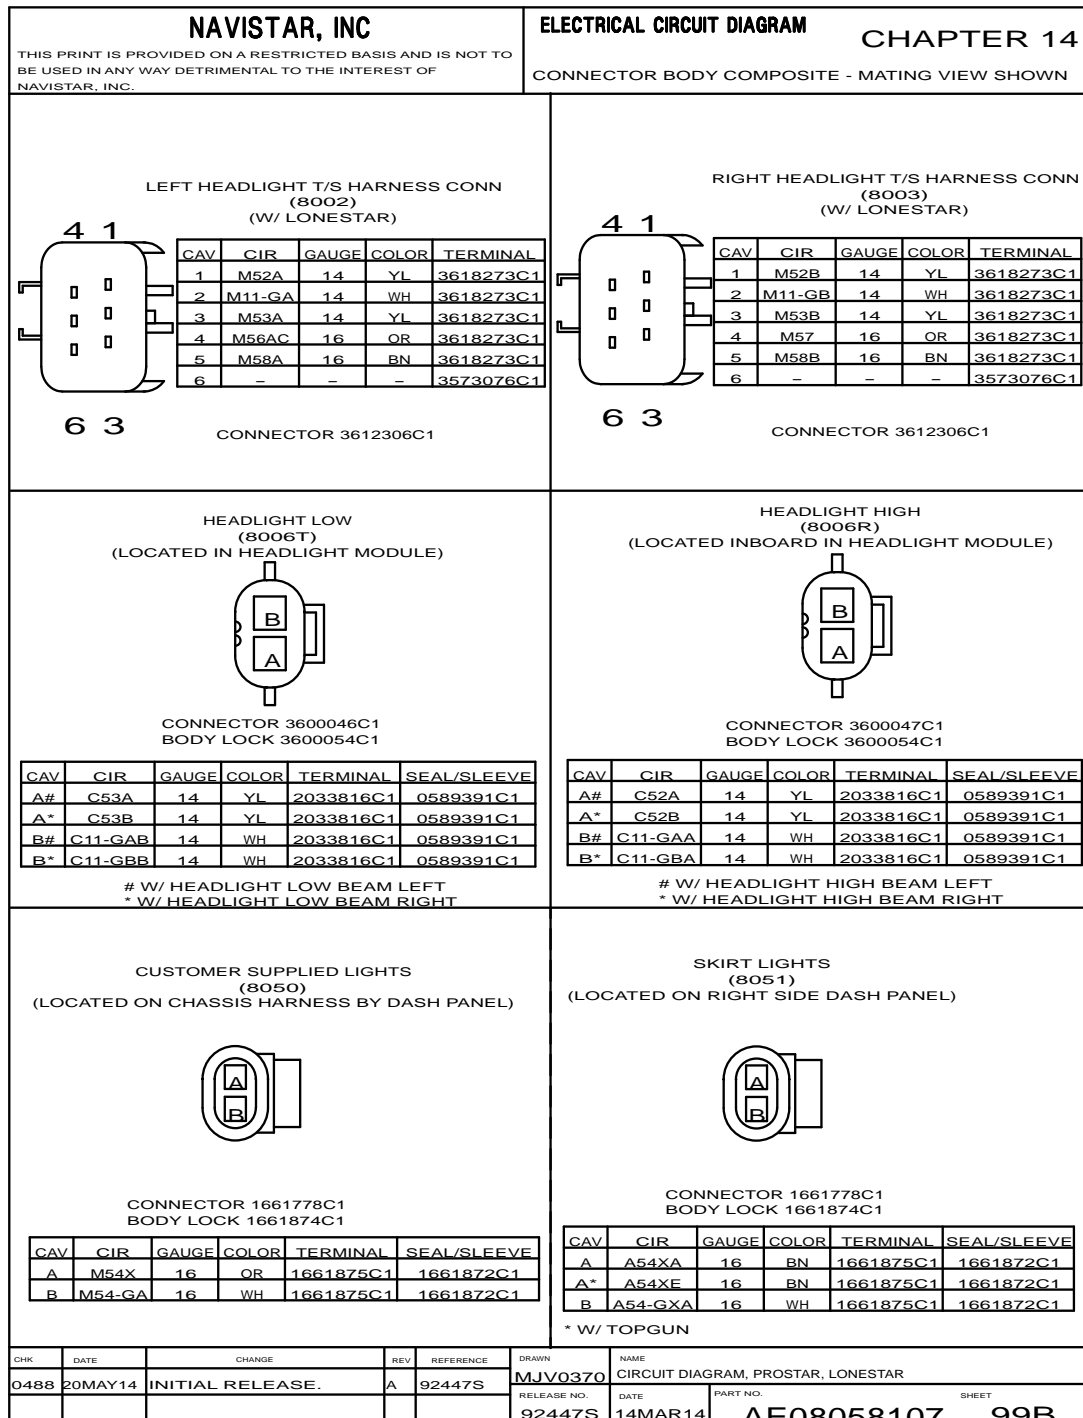 NAVISTAR, INC
THIS PRINT IS PROVIDED ON A RESTRICTED BASIS AND IS NOT TO
BE USED IN ANY WAY DETRIMENTAL TO THE INTEREST OF
NAVISTAR, INC.
ELECTRICAL CIRCUIT DIAGRAM
CHAPTER 14
CONNECTOR BODY COMPOSITE - MATING VIEW SHOWN
LEFT HEADLIGHT T/S HARNESS CONN
(8002)
(W/ LONESTAR)
4 1
CAV CIR GAUGE COLOR TERMINAL
1 M52A 14 YL 3618273C1
2 M11-GA 14 WH 3618273C1
3 M53A 14 YL 3618273C1
4 M56AC 16 OR 3618273C1
5 M58A 16 BN 3618273C1
6 – – – 3573076C1
6 3
CONNECTOR 3612306C1
RIGHT HEADLIGHT T/S HARNESS CONN
(8003)
(W/ LONESTAR)
4 1
CAV CIR GAUGE COLOR TERMINAL
1 M52B 14 YL 3618273C1
2 M11-GB 14 WH 3618273C1
3 M53B 14 YL 3618273C1
4 M57 16 OR 3618273C1
5 M58B 16 BN 3618273C1
6 – – – 3573076C1
6 3
CONNECTOR 3612306C1
HEADLIGHT LOW
(8006T)
(LOCATED IN HEADLIGHT MODULE)
B
A
CONNECTOR 3600046C1
BODY LOCK 3600054C1
CAV CIR GAUGE COLOR TERMINAL SEAL/SLEEVE
A# C53A 14 YL 2033816C1 0589391C1
A* C53B 14 YL 2033816C1 0589391C1
B# C11-GAB 14 WH 2033816C1 0589391C1
B* C11-GBB 14 WH 2033816C1 0589391C1
# W/ HEADLIGHT LOW BEAM LEFT
* W/ HEADLIGHT LOW BEAM RIGHT
HEADLIGHT HIGH
(8006R)
(LOCATED INBOARD IN HEADLIGHT MODULE)
B
A
CONNECTOR 3600047C1
BODY LOCK 3600054C1
CAV CIR GAUGE COLOR TERMINAL SEAL/SLEEVE
A# C52A 14 YL 2033816C1 0589391C1
A* C52B 14 YL 2033816C1 0589391C1
B# C11-GAA 14 WH 2033816C1 0589391C1
B* C11-GBA 14 WH 2033816C1 0589391C1
# W/ HEADLIGHT HIGH BEAM LEFT
* W/ HEADLIGHT HIGH BEAM RIGHT
CUSTOMER SUPPLIED LIGHTS
(8050)
(LOCATED ON CHASSIS HARNESS BY DASH PANEL)
A
B
CONNECTOR 1661778C1
BODY LOCK 1661874C1
CAV CIR GAUGE COLOR TERMINAL SEAL/SLEEVE
A M54X 16 OR 1661875C1 1661872C1
B M54-GA 16 WH 1661875C1 1661872C1
SKIRT LIGHTS
(8051)
(LOCATED ON RIGHT SIDE DASH PANEL)
A
B
CONNECTOR 1661778C1
BODY LOCK 1661874C1
CAV CIR GAUGE COLOR TERMINAL SEAL/SLEEVE
A A54XA 16 BN 1661875C1 1661872C1
A* A54XE 16 BN 1661875C1 1661872C1
B A54-GXA 16 WH 1661875C1 1661872C1
* W/ TOPGUN
CHK DATE CHANGE REV REFERENCE
0488 20MAY14 INITIAL RELEASE. A 92447S
DRAWN
MJV0370
NAME
CIRCUIT DIAGRAM, PROSTAR, LONESTAR
RELEASE NO. DATE PART NO. SHEET
92447S 14MAR14 AE08058107 99B